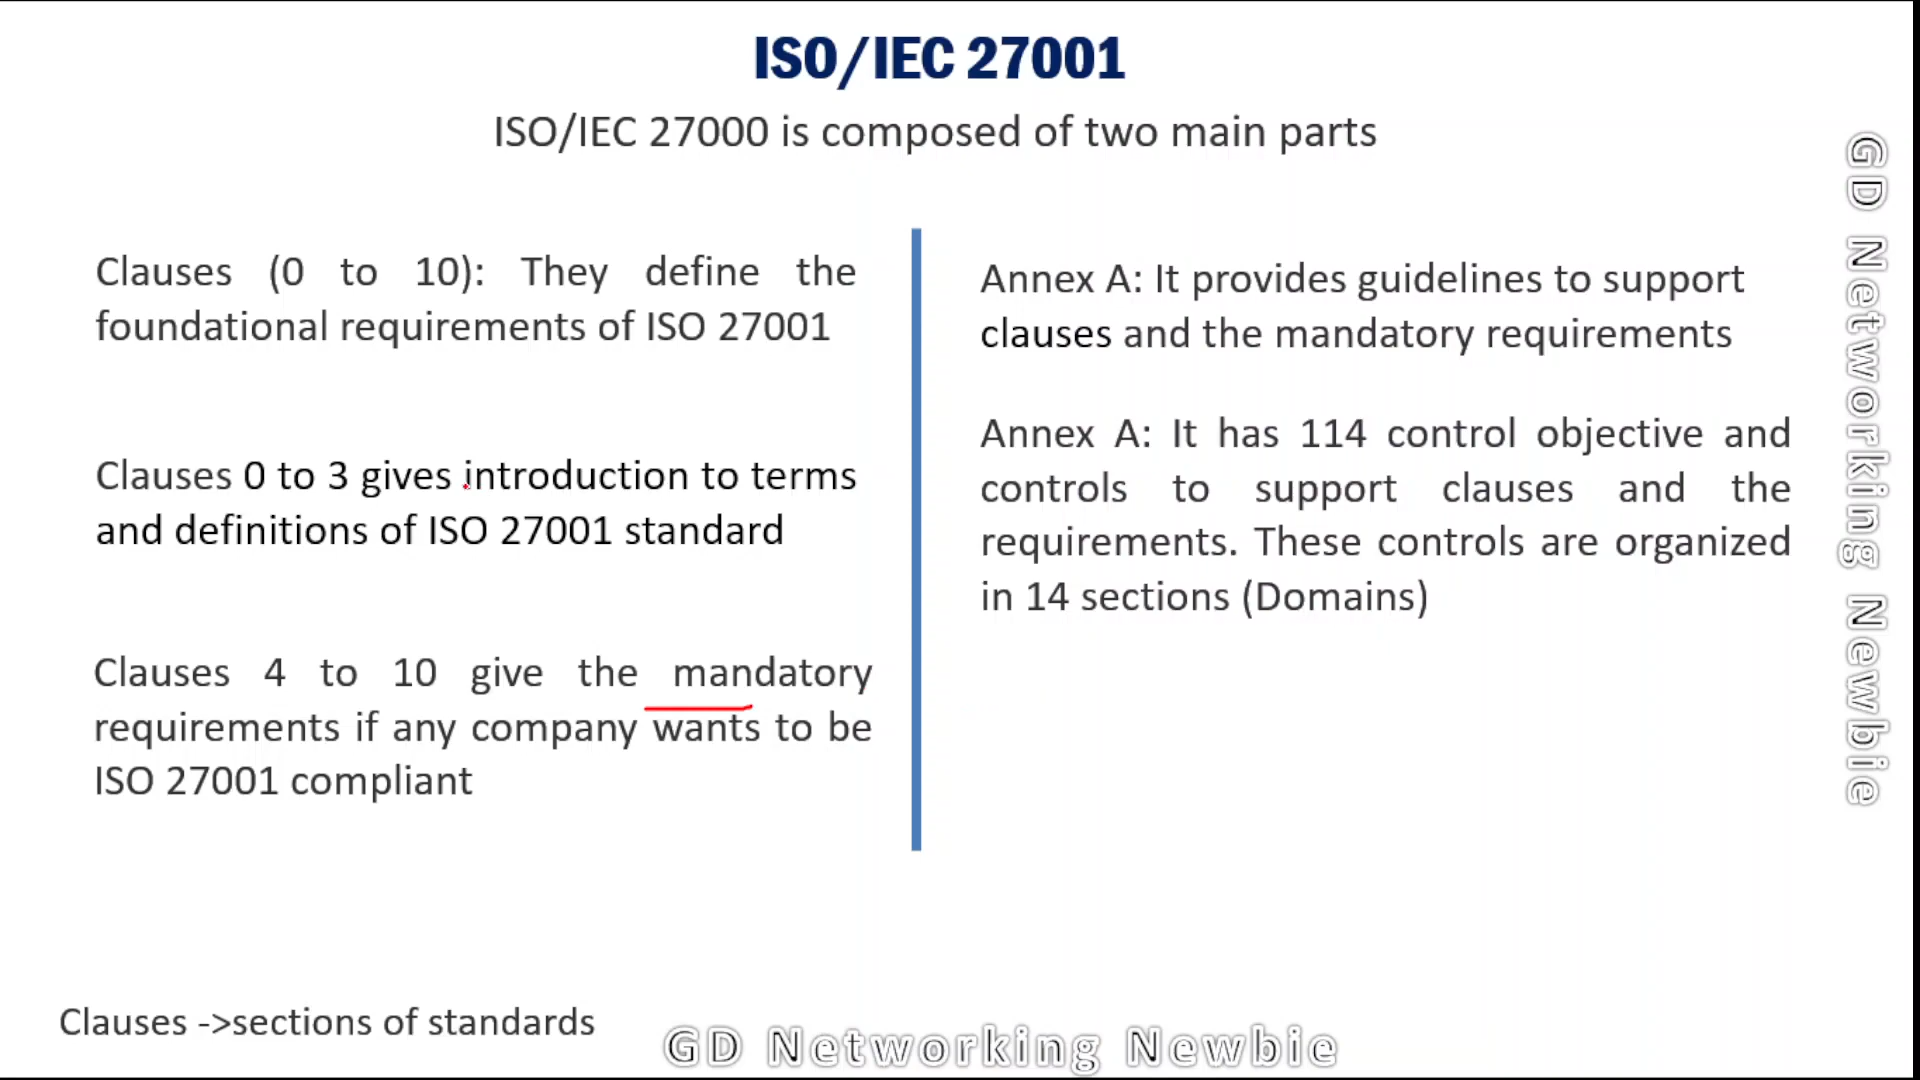 ISO/IEC 27001
ISO/IEC 27000 is composed of two main parts
Clauses (0 to 10): They define the
foundational requirements of ISO 27001
Clauses 0 to 3 gives introduction to terms
and definitions of ISO 27001 standard
Clauses 4 to 10 give the mandatory
requirements if any company wants to be
ISO 27001 compliant
Annex A: It provides guidelines to support
clauses and the mandatory requirements
Annex A: It has 114 control objective and
controls to support clauses and the
requirements. These controls are organized
in 14 sections (Domains)
Clauses ->sections of standards
GD Networking Newbie
GD Networking Newbie